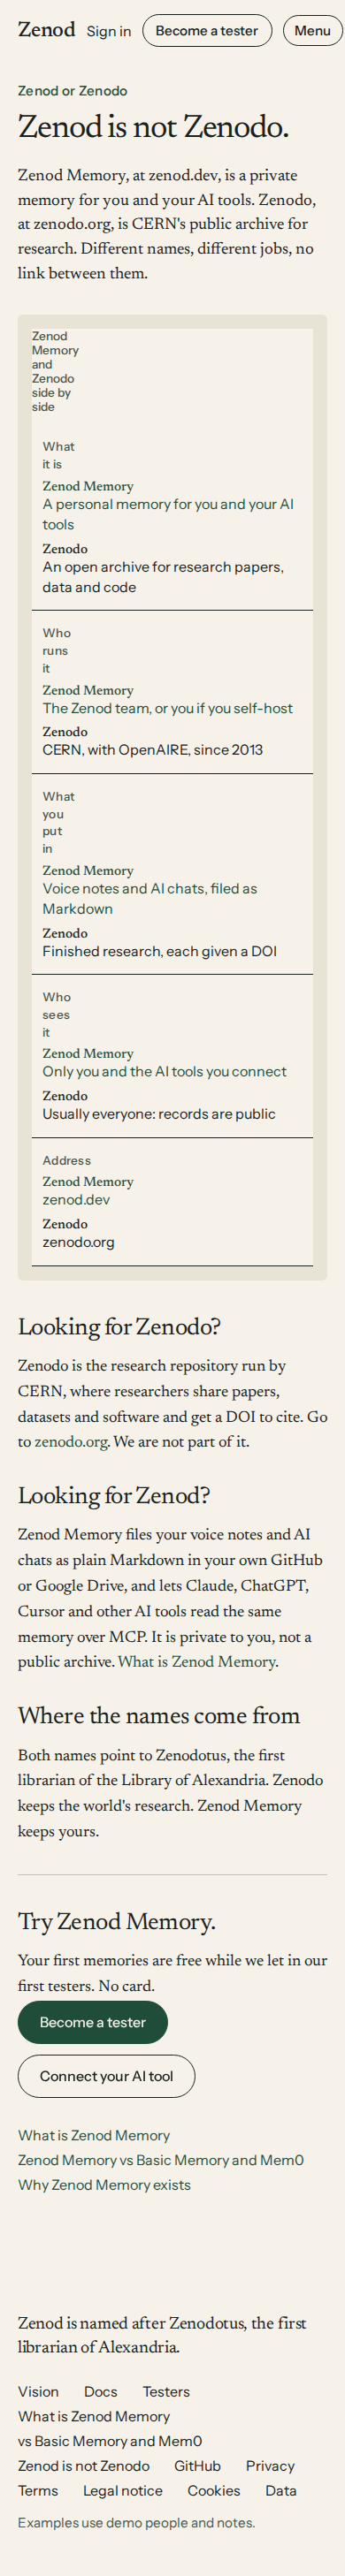 Zenod Sign in Become a tester Menu
Zenod or Zenodo
Zenod is not Zenodo.
Zenod Memory, at zenod.dev, is a private
memory for you and your AI tools. Zenodo,
at zenodo.org, is CERN's public archive for
research. Different names, different jobs, no
link between them.
Zenod
Memory
and
Zenodo
side by
side
What
it is
Zenod Memory
A personal memory for you and your AI
tools
Zenodo
An open archive for research papers,
data and code
Who
runs
it
Zenod Memory
The Zenod team, or you if you self-host
Zenodo
CERN, with OpenAIRE, since 2013
What
you
put
in
Zenod Memory
Voice notes and AI chats, filed as
Markdown
Zenodo
Finished research, each given a DOI
Who
sees
it
Zenod Memory
Only you and the AI tools you connect
Zenodo
Usually everyone: records are public
Address
Zenod Memory
zenod.dev
Zenodo
zenodo.org
Looking for Zenodo?
Zenodo is the research repository run by
CERN, where researchers share papers,
datasets and software and get a DOI to cite. Go
to zenodo.org. We are not part of it.
Looking for Zenod?
Zenod Memory files your voice notes and AI
chats as plain Markdown in your own GitHub
or Google Drive, and lets Claude, ChatGPT,
Cursor and other AI tools read the same
memory over MCP. It is private to you, not a
public archive. What is Zenod Memory.
Where the names come from
Both names point to Zenodotus, the first
librarian of the Library of Alexandria. Zenodo
keeps the world's research. Zenod Memory
keeps yours.
Try Zenod Memory.
Your first memories are free while we let in our
first testers. No card.
Become a tester
Connect your AI tool
What is Zenod Memory
Zenod Memory vs Basic Memory and Mem0
Why Zenod Memory exists
Zenod is named after Zenodotus, the first
librarian of Alexandria.
Vision Docs Testers
What is Zenod Memory
vs Basic Memory and Mem0
Zenod is not Zenodo GitHub Privacy
Terms Legal notice Cookies Data
Examples use demo people and notes.